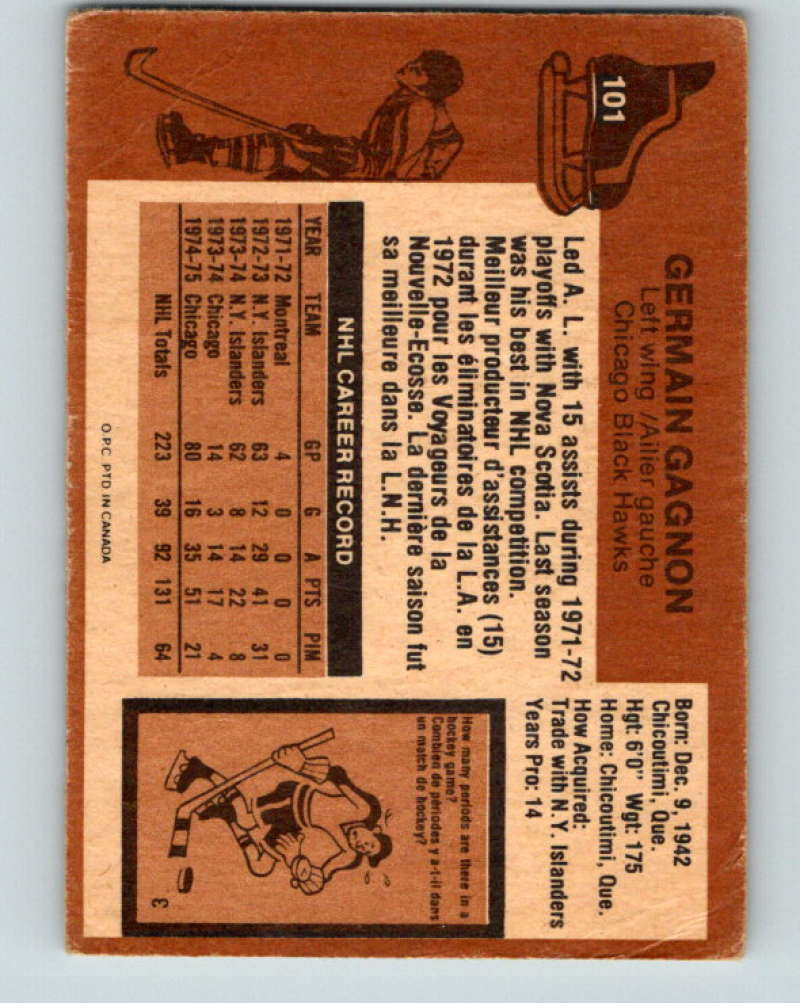 101
GERMAIN GAGNON
Left wing/Ailier gauche
Chicago Black Hawks
Born: Dec. 9, 1942
Chicoutimi, Que.
Hgt: 6'0" Wgt: 175
Home: Chicoutimi, Que.
How Acquired:
Trade with N.Y. Islanders
Years Pro: 14
Led A. L. with 15 assists during 1971-72
playoffs with Nova Scotia. Last season
was his best in NHL competition.
Meilleur producteur d'assistances (15)
durant les éliminatoires de la L.A. en
1972 pour les Voyageurs de la
Nouvelle-Ecosse. La dernière saison fut
sa meilleure dans la L.N.H.
NHL CAREER RECORD
YEAR TEAM GP G A PTS PIM
1971-72 Montreal 4 0 0 0 0
1972-73 N.Y. Islanders 63 12 29 41 31
1973-74 N.Y. Islanders 62 8 14 22 8
1973-74 Chicago 14 3 14 17 4
1974-75 Chicago 80 16 35 51 21
NHL Totals 223 39 92 131 64
How many periods are there in a
hockey game?
Combien de périodes y a-t-il dans
un match de hockey?
3
O.P.C. PTD IN CANADA